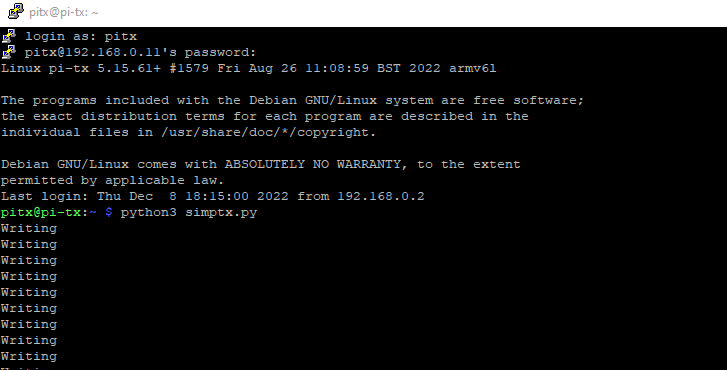 pitx@pi-tx: ~
login as: pitx
pitx@192.168.0.11's password:
Linux pi-tx 5.15.61+ #1579 Fri Aug 26 11:08:59 BST 2022 armv6l

The programs included with the Debian GNU/Linux system are free software;
the exact distribution terms for each program are described in the
individual files in /usr/share/doc/*/copyright.

Debian GNU/Linux comes with ABSOLUTELY NO WARRANTY, to the extent
permitted by applicable law.
Last login: Thu Dec  8 18:15:00 2022 from 192.168.0.2
pitx@pi-tx:~ $ python3 simptx.py
Writing
Writing
Writing
Writing
Writing
Writing
Writing
Writing
Writing